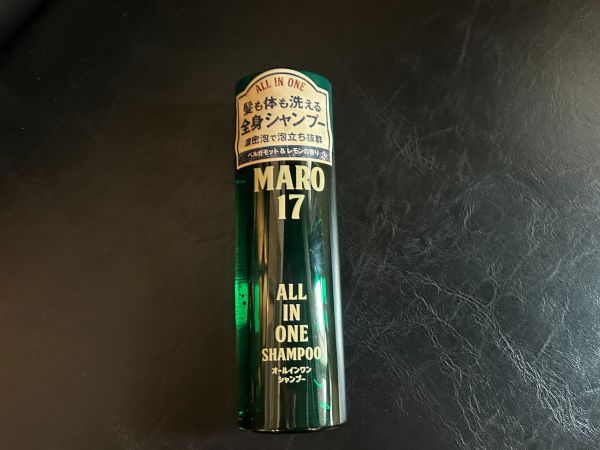 ALL IN ONE
髪も体も洗える
全身シャンプー
濃密泡で泡立ち抜群
ベルガモット&レモンの香り
MARO
17
ALL
IN
ONE
SHAMPOO
オールインワン
シャンプー